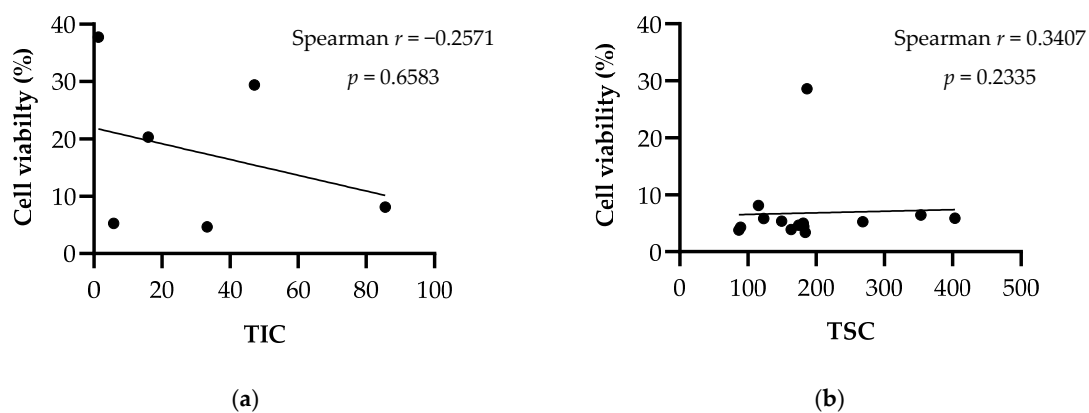 Spearman r = −0.2571
p = 0.6583
Cell viabilty (%)
40
30
20
10
0
0 20 40 60 80 100
TIC
(a)
Spearman r = 0.3407
p = 0.2335
Cell viability (%)
40
30
20
10
0
0 100 200 300 400 500
TSC
(b)